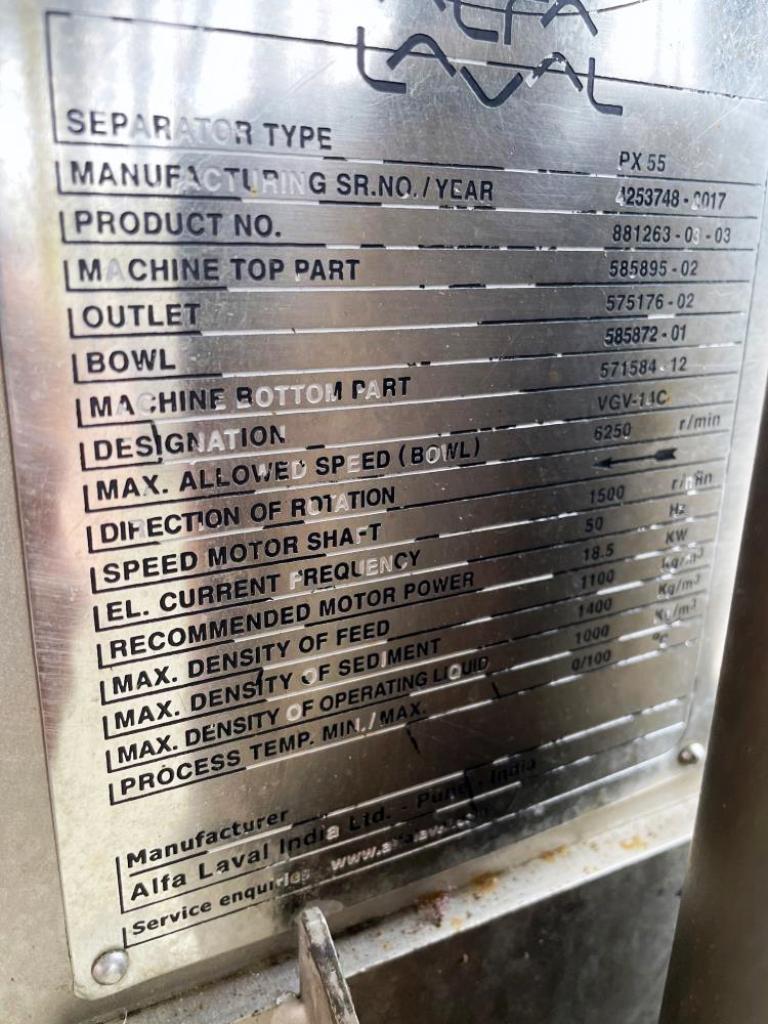 ALFA
LAVAL
SEPARATOR TYPE PX 55
MANUFACTURING SR.NO./YEAR 4253748-2017
PRODUCT NO. 881263-03-03
MACHINE TOP PART 585895-02
OUTLET 575176-02
BOWL 585872-01
MACHINE BOTTOM PART 571584-12
DESIGNATION VGV-14C
MAX. ALLOWED SPEED (BOWL) 6250 r/min
DIRECTION OF ROTATION
SPEED MOTOR SHAFT 1500 r/min
EL. CURRENT FREQUENCY 50 Hz
RECOMMENDED MOTOR POWER 18.5 KW
MAX. DENSITY OF FEED 1100 Kg/m³
MAX. DENSITY OF SEDIMENT 1400 Kg/m³
MAX. DENSITY OF OPERATING LIQUID 1000 Kg/m³
PROCESS TEMP. MIN./MAX. 0/100 °C
Manufacturer
Alfa Laval India Ltd. - Pune, India
Service enquiries www.alfalaval.com